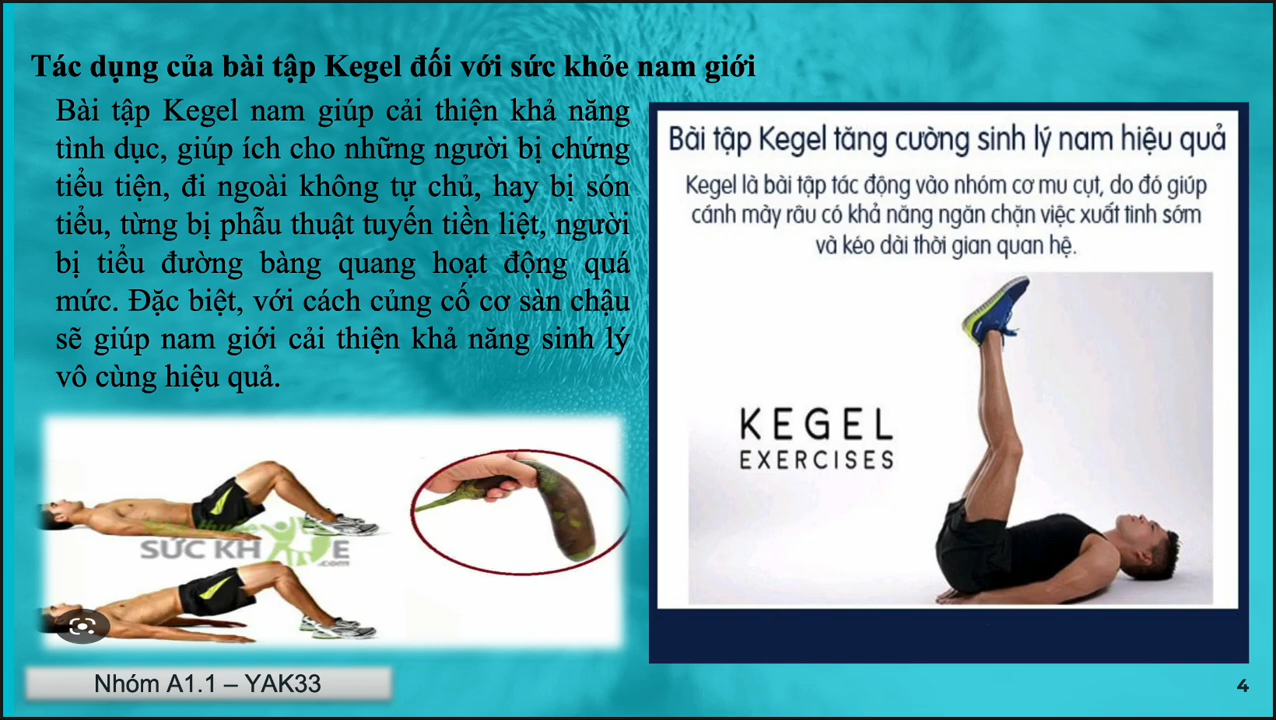 Tác dụng của bài tập Kegel đối với sức khỏe nam giới
Bài tập Kegel nam giúp cải thiện khả năng
tình dục, giúp ích cho những người bị chứng
tiểu tiện, đi ngoài không tự chủ, hay bị són
tiểu, từng bị phẫu thuật tuyến tiền liệt, người
bị tiểu đường bàng quang hoạt động quá
mức. Đặc biệt, với cách củng cố cơ sàn chậu
sẽ giúp nam giới cải thiện khả năng sinh lý
vô cùng hiệu quả.
Bài tập Kegel tăng cường sinh lý nam hiệu quả
Kegel là bài tập tác động vào nhóm cơ mu cụt, do đó giúp
cánh mày râu có khả năng ngăn chặn việc xuất tinh sớm
và kéo dài thời gian quan hệ.
KEGEL
EXERCISES
SỨC KHỎE
.com
Nhóm A1.1 – YAK33
4